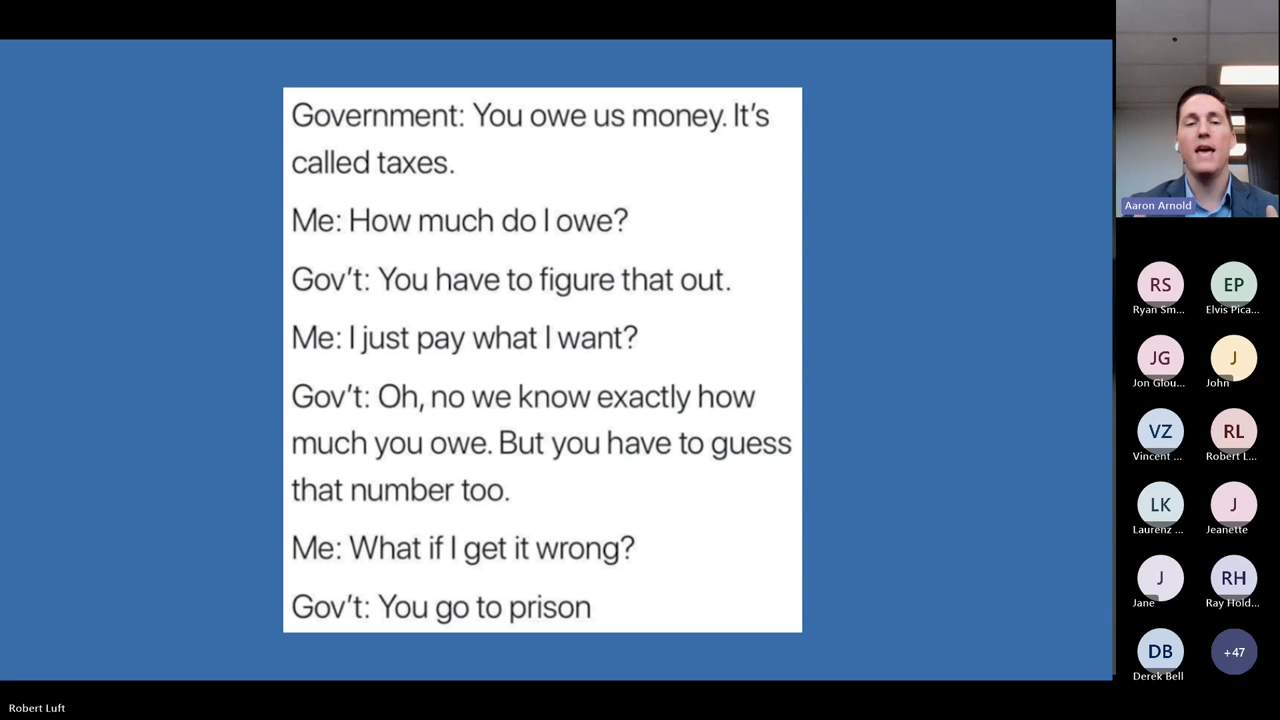 Government: You owe us money. It's
called taxes.
Me: How much do I owe?
Gov't: You have to figure that out.
Me: I just pay what I want?
Gov't: Oh, no we know exactly how
much you owe. But you have to guess
that number too.
Me: What if I get it wrong?
Gov't: You go to prison
Aaron Arnold
RS
EP
Ryan Sm...
Elvis Pica...
JG
J
Jon Glou...
John
VZ
RL
Vincent ...
Robert L...
LK
J
Laurenz ...
Jeanette
J
RH
Jane
Ray Hold...
DB
+47
Derek Bell
Robert Luft